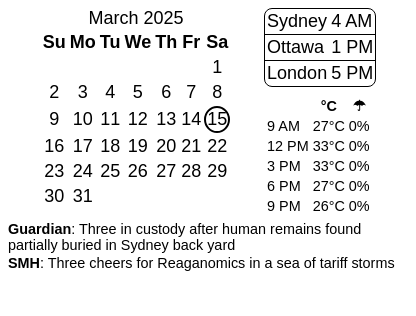 March 2025
Su Mo Tu We Th Fr Sa
1
2 3 4 5 6 7 8
9 10 11 12 13 14 15
16 17 18 19 20 21 22
23 24 25 26 27 28 29
30 31
Sydney 4 AM
Ottawa 1 PM
London 5 PM
°C ☂
9 AM 27°C 0%
12 PM 33°C 0%
3 PM 33°C 0%
6 PM 27°C 0%
9 PM 26°C 0%
Guardian: Three in custody after human remains found
partially buried in Sydney back yard
SMH: Three cheers for Reaganomics in a sea of tariff storms